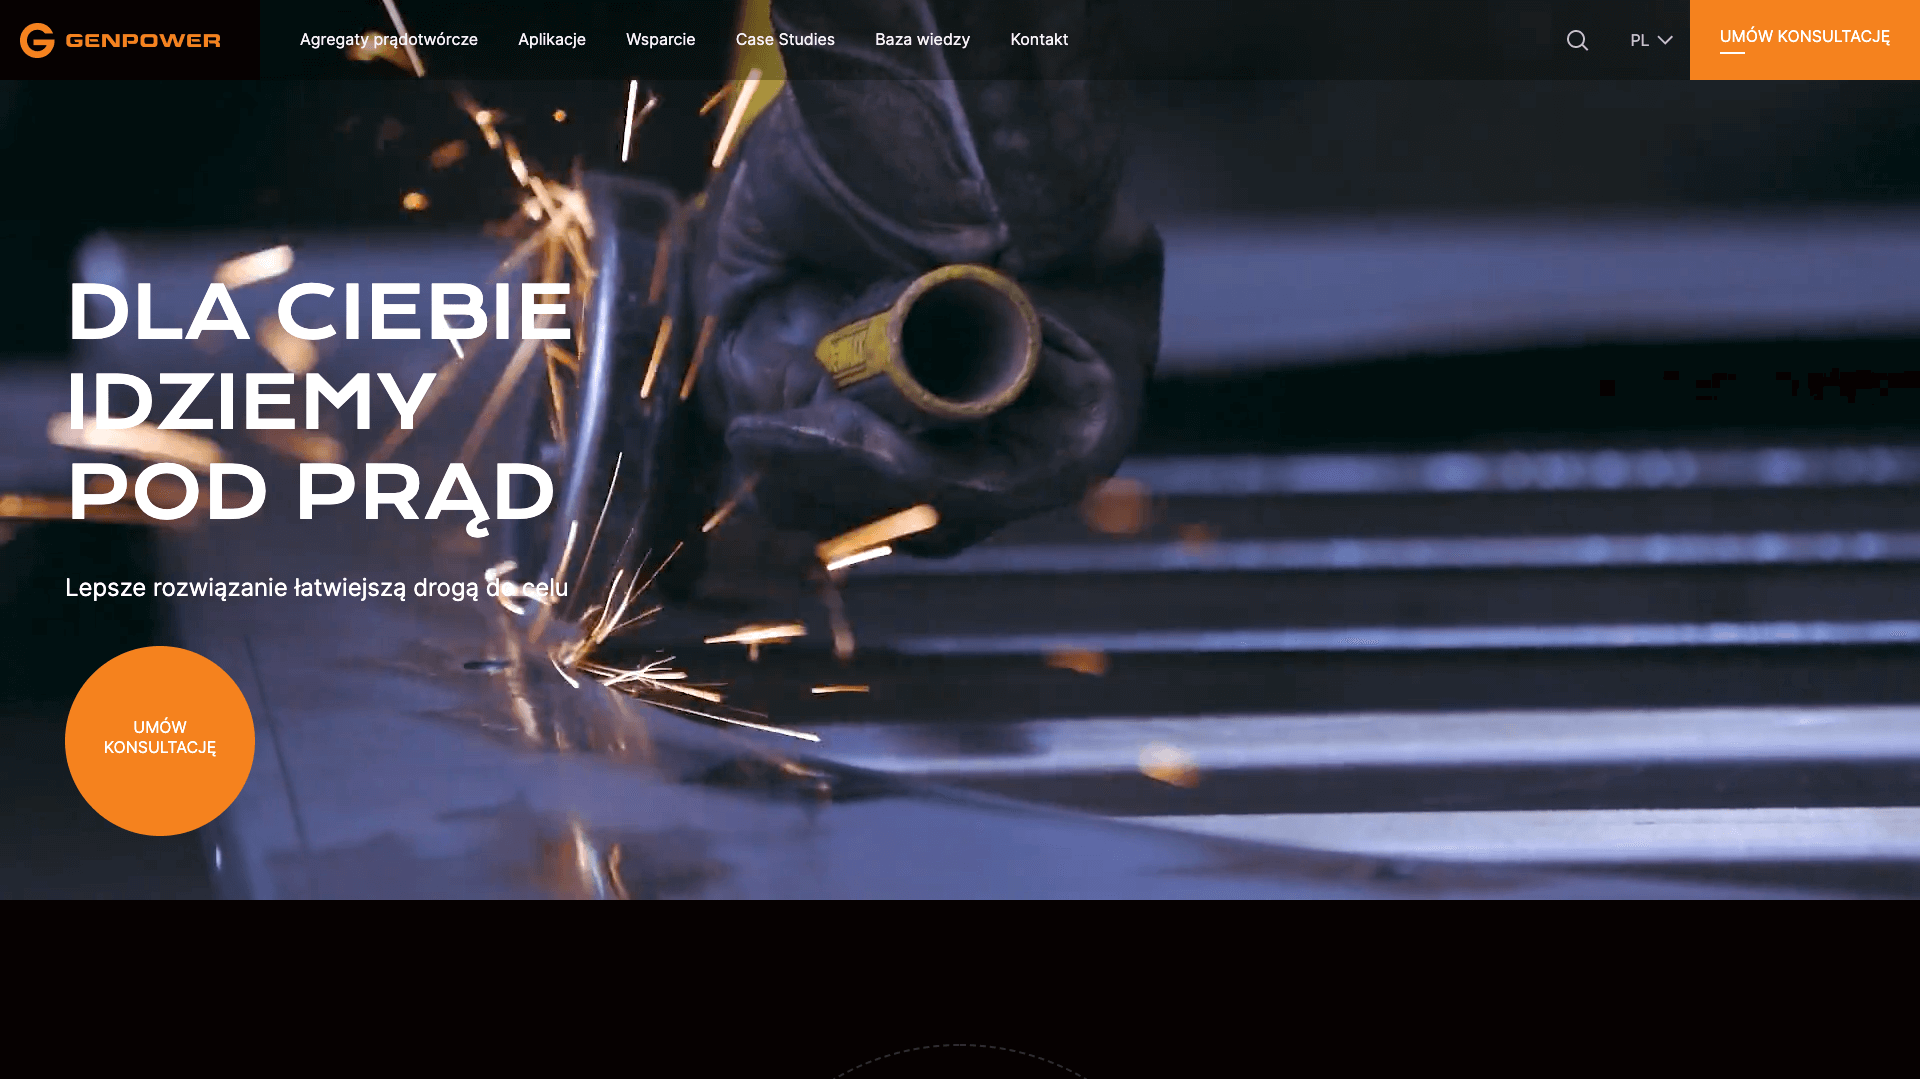 GENPOWER
Agregaty prądotwórcze
Aplikacje
Wsparcie
Case Studies
Baza wiedzy
Kontakt
PL
UMÓW KONSULTACJĘ
DLA CIEBIE
IDZIEMY
POD PRĄD
Lepsze rozwiązanie łatwiejszą drogą do celu
UMÓW
KONSULTACJĘ